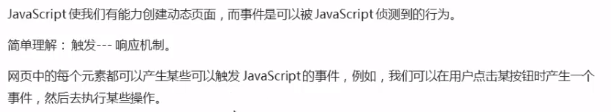 JavaScript 使我们有能力创建动态页面，而事件是可以被 JavaScript 侦测到的行为。
简单理解： 触发--- 响应机制。
网页中的每个元素都可以产生某些可以触发 JavaScript 的事件，例如，我们可以在用户点击某按钮时产生一个
事件，然后去执行某些操作。